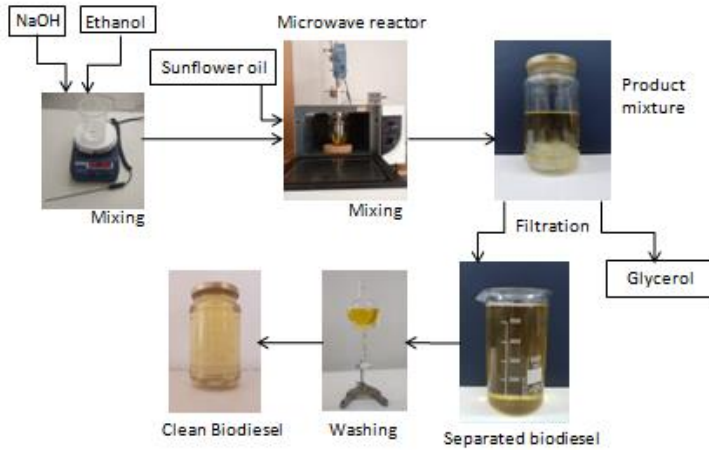 NaOH
Ethanol
Microwave reactor
Sunflower oil
Product
mixture
Mixing
Mixing
Filtration
Glycerol
Clean Biodiesel
Washing
Separated biodiesel